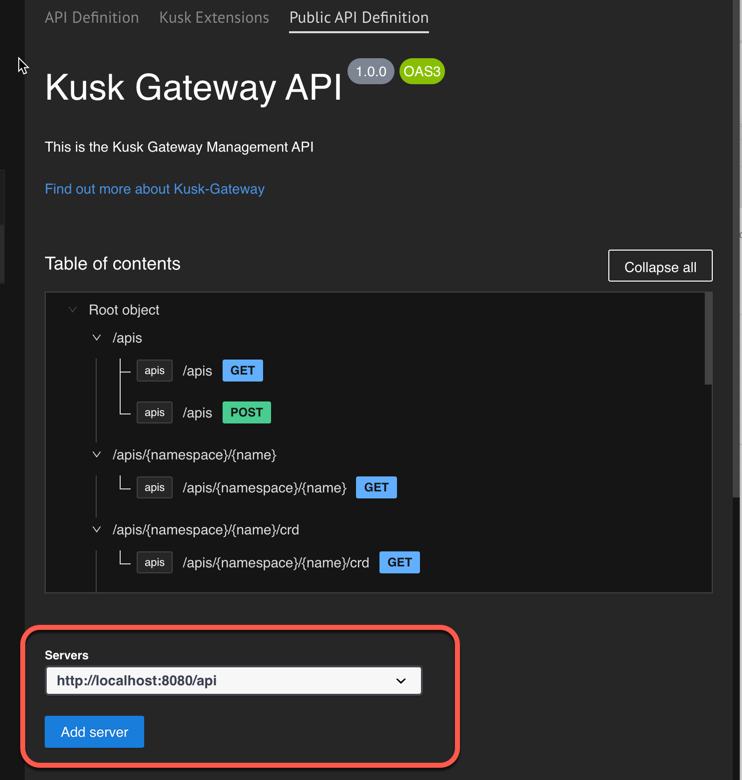 API Definition Kusk Extensions Public API Definition
Kusk Gateway API 1.0.0 OAS3
This is the Kusk Gateway Management API
Find out more about Kusk-Gateway
Table of contents Collapse all
Root object
/apis
apis /apis GET
apis /apis POST
/apis/{namespace}/{name}
apis /apis/{namespace}/{name} GET
/apis/{namespace}/{name}/crd
apis /apis/{namespace}/{name}/crd GET
Servers
http://localhost:8080/api
Add server